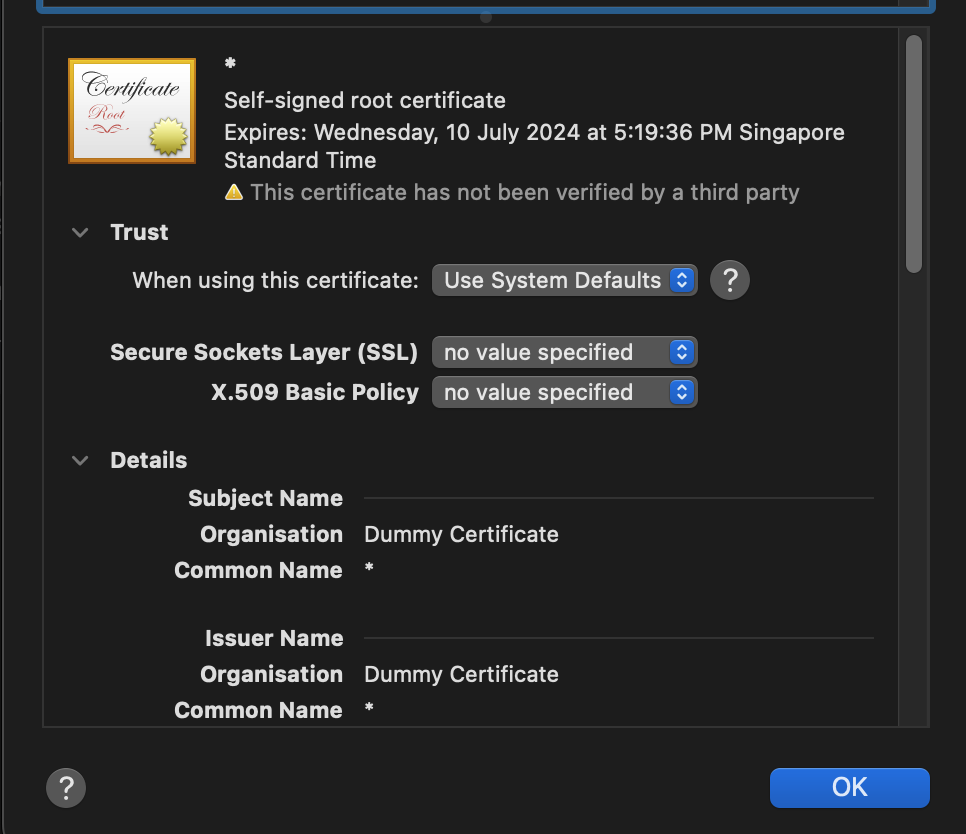 Certificate
Root
*
Self-signed root certificate
Expires: Wednesday, 10 July 2024 at 5:19:36 PM Singapore
Standard Time
This certificate has not been verified by a third party
Trust
When using this certificate: Use System Defaults ?
Secure Sockets Layer (SSL) no value specified
X.509 Basic Policy no value specified
Details
Subject Name
Organisation Dummy Certificate
Common Name *
Issuer Name
Organisation Dummy Certificate
Common Name *
? OK